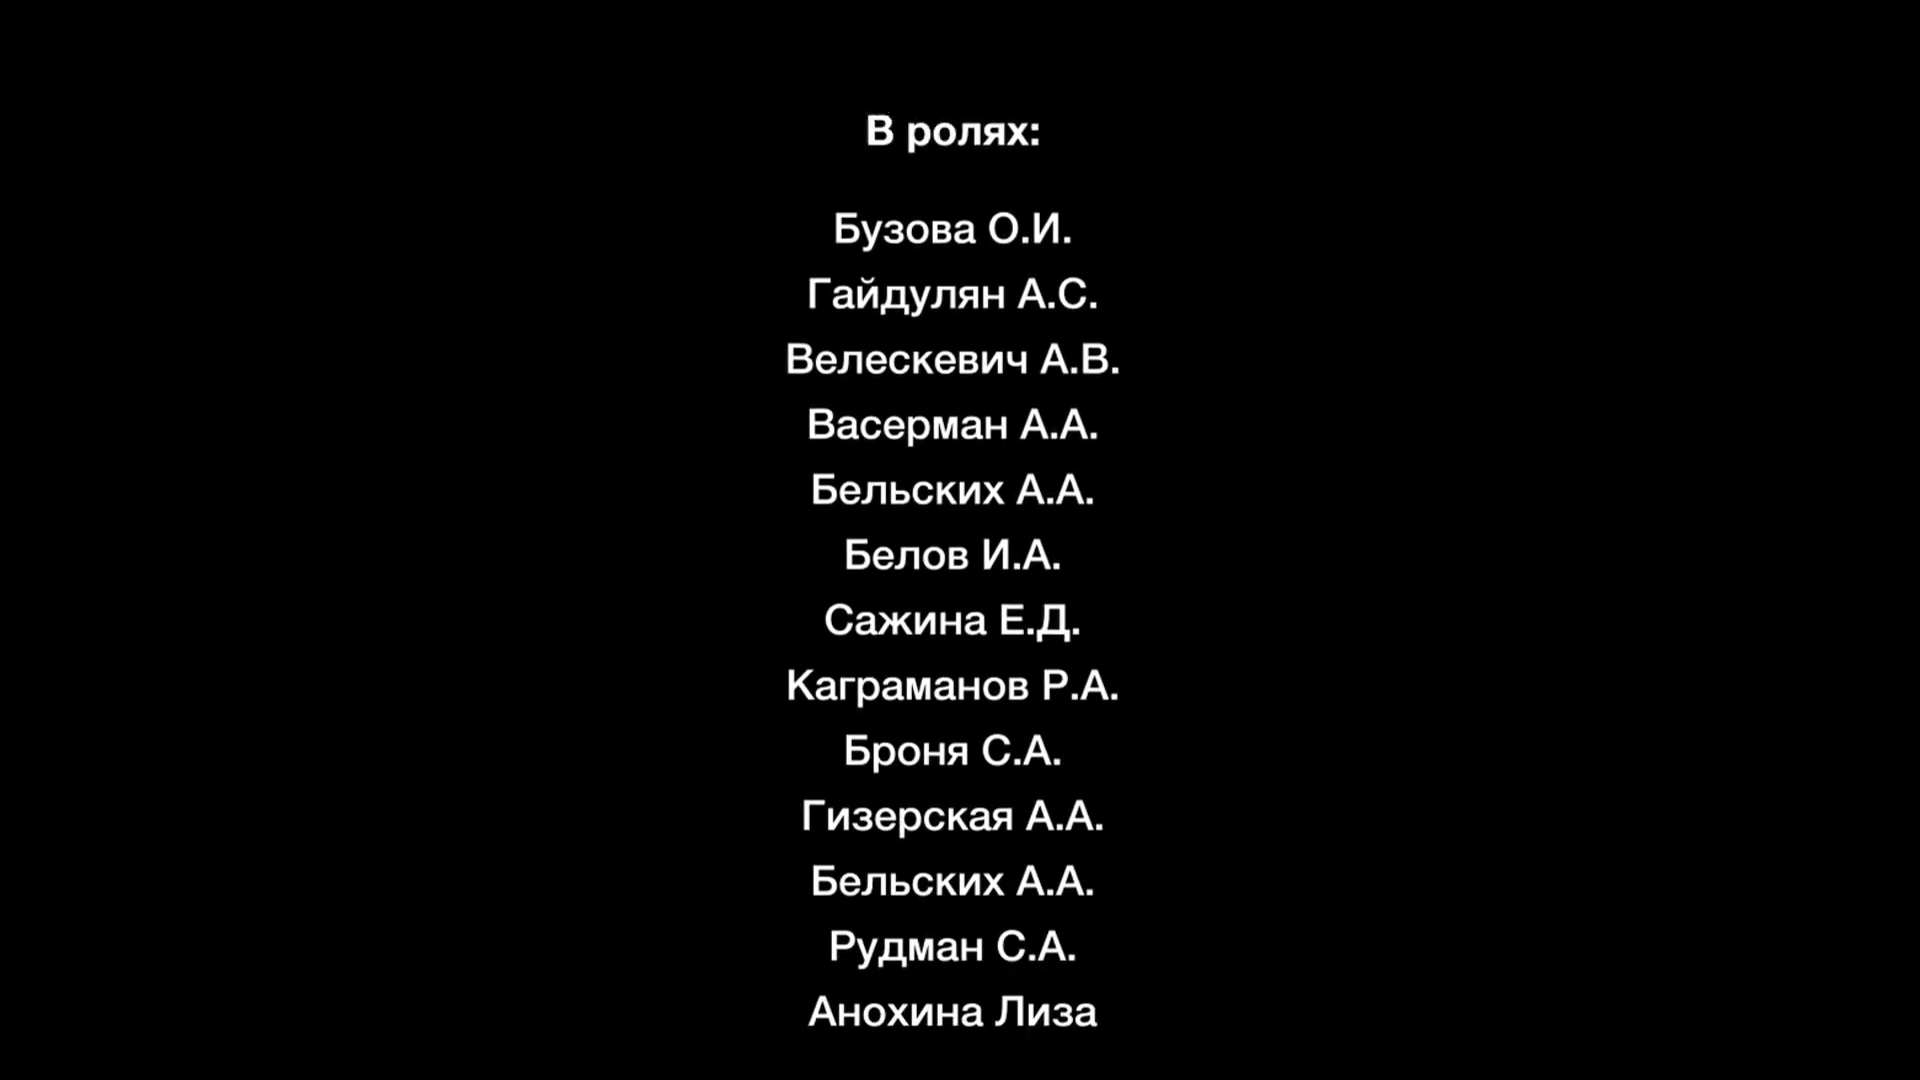 В ролях:
Бузова О.И.
Гайдулян А.С.
Велескевич А.В.
Васерман А.А.
Бельских А.А.
Белов И.А.
Сажина Е.Д.
Каграманов Р.А.
Броня С.А.
Гизерская А.А.
Бельских А.А.
Рудман С.А.
Анохина Лиза